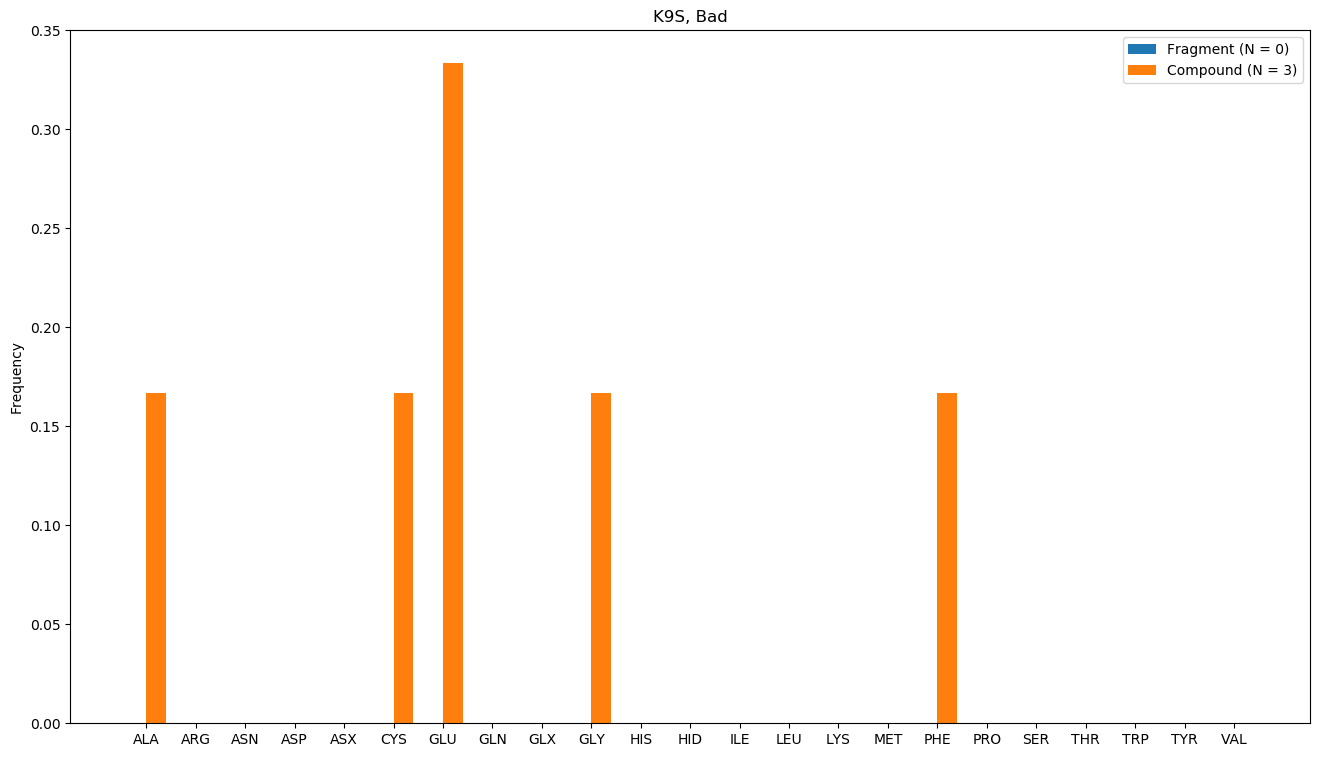 K9S, Bad
Fragment (N = 0)
Compound (N = 3)
Frequency
0.35
0.30
0.25
0.20
0.15
0.10
0.05
0.00
ALA ARG ASN ASP ASX CYS GLU GLN GLX GLY HIS HID ILE LEU LYS MET PHE PRO SER THR TRP TYR VAL